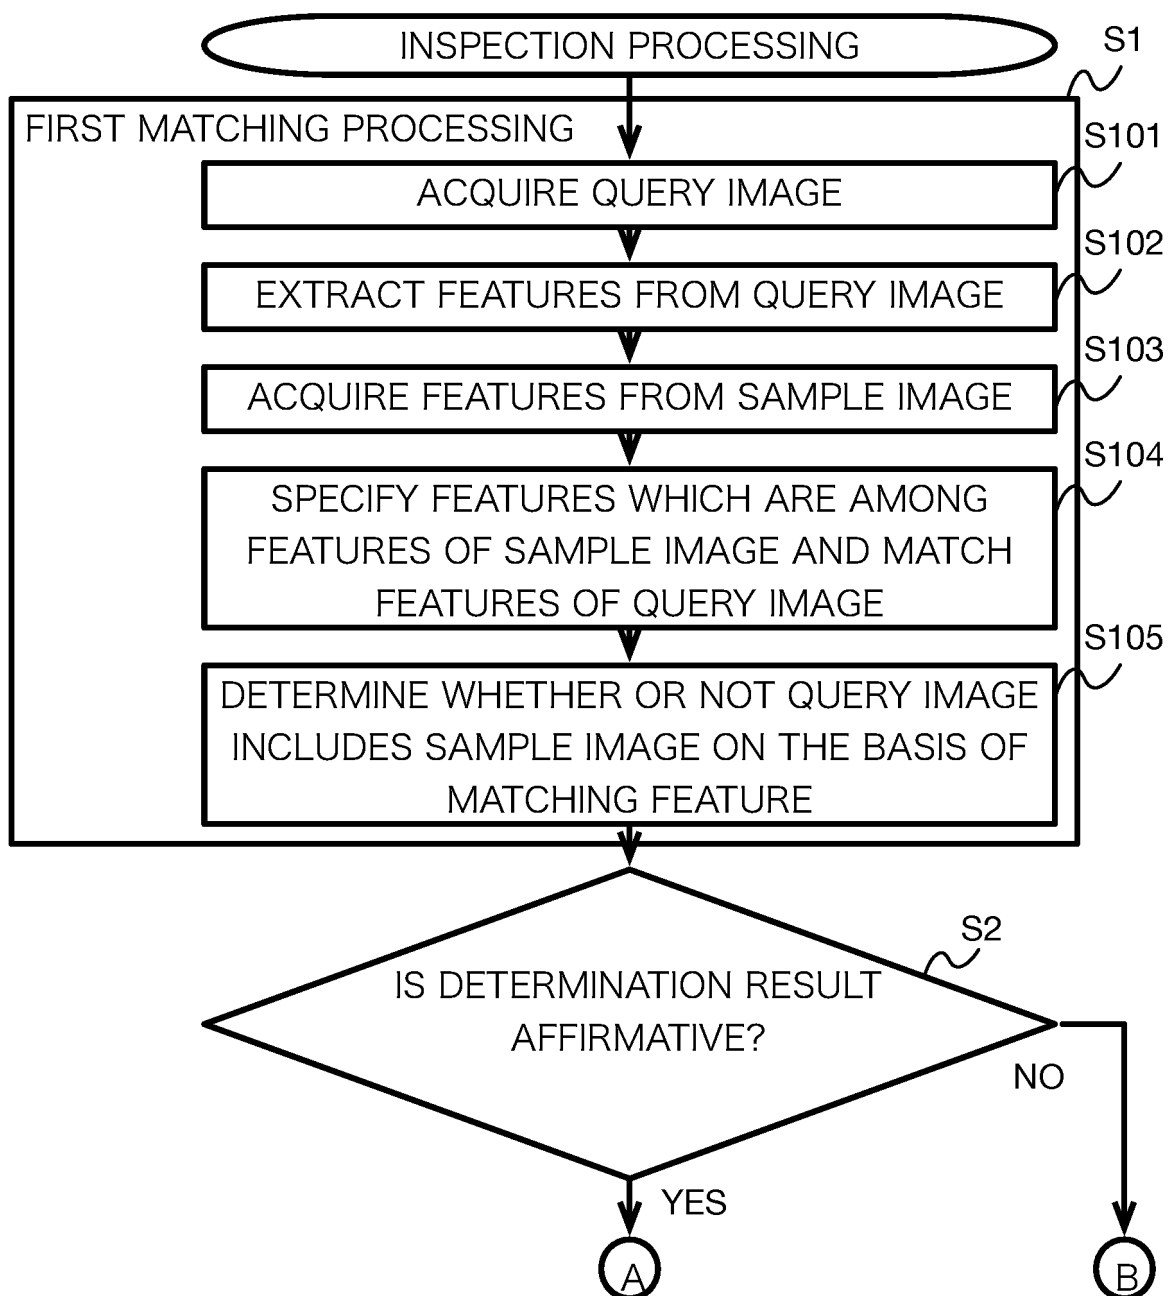 INSPECTION PROCESSING
S1
FIRST MATCHING PROCESSING
S101
ACQUIRE QUERY IMAGE
S102
EXTRACT FEATURES FROM QUERY IMAGE
S103
ACQUIRE FEATURES FROM SAMPLE IMAGE
S104
SPECIFY FEATURES WHICH ARE AMONG
FEATURES OF SAMPLE IMAGE AND MATCH
FEATURES OF QUERY IMAGE
S105
DETERMINE WHETHER OR NOT QUERY IMAGE
INCLUDES SAMPLE IMAGE ON THE BASIS OF
MATCHING FEATURE
S2
IS DETERMINATION RESULT
AFFIRMATIVE?
NO
YES
A
B